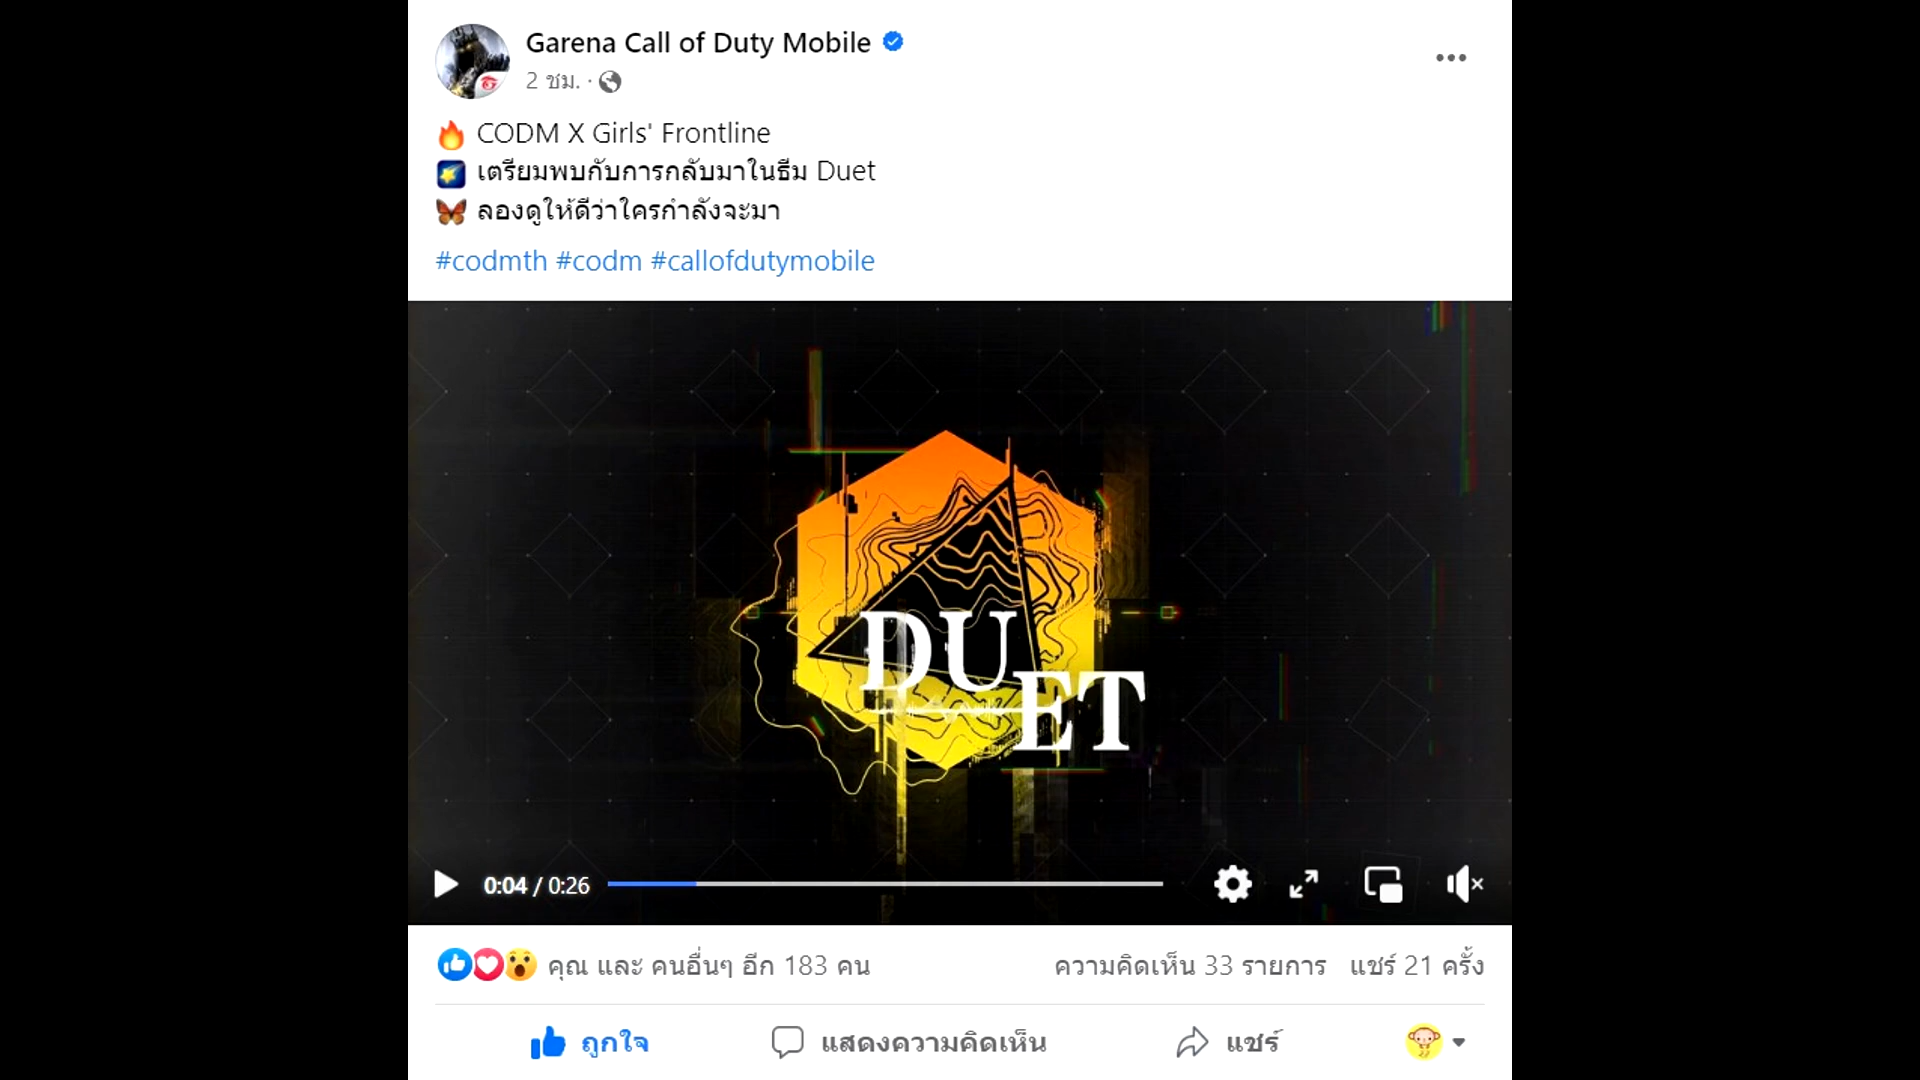 Garena Call of Duty Mobile
2 ชม. ·
🔥 CODM X Girls' Frontline
🌠 เตรียมพบกับการกลับมาในธีม Duet
🦋 ลองดูให้ดีว่าใครกำลังจะมา
#codmth #codm #callofdutymobile
DU
ET
0:04 / 0:26
คุณ และ คนอื่นๆ อีก 183 คน ความคิดเห็น 33 รายการ แชร์ 21 ครั้ง
ถูกใจ แสดงความคิดเห็น แชร์